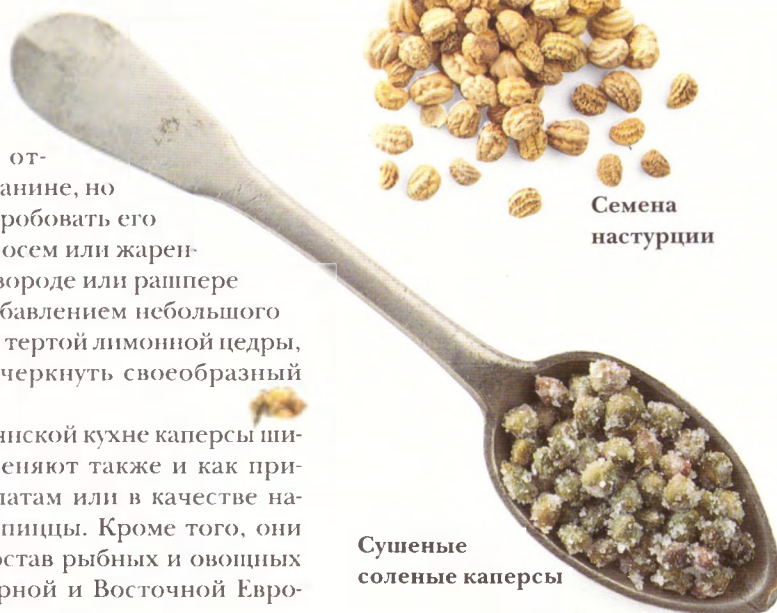 от-
анине, но
робовать его
осем или жарен-
вороде или рашпере
бавлением небольшого
тертой лимонной цедры,
черкнуть своеобразный
янской кухне каперсы ши-
еняют также и как при-
латам или в качестве на-
пиццы. Кроме того, они
остав рыбных и овощных
рной и Восточной Евро-
Семена
настурции
Сушеные
соленые каперсы